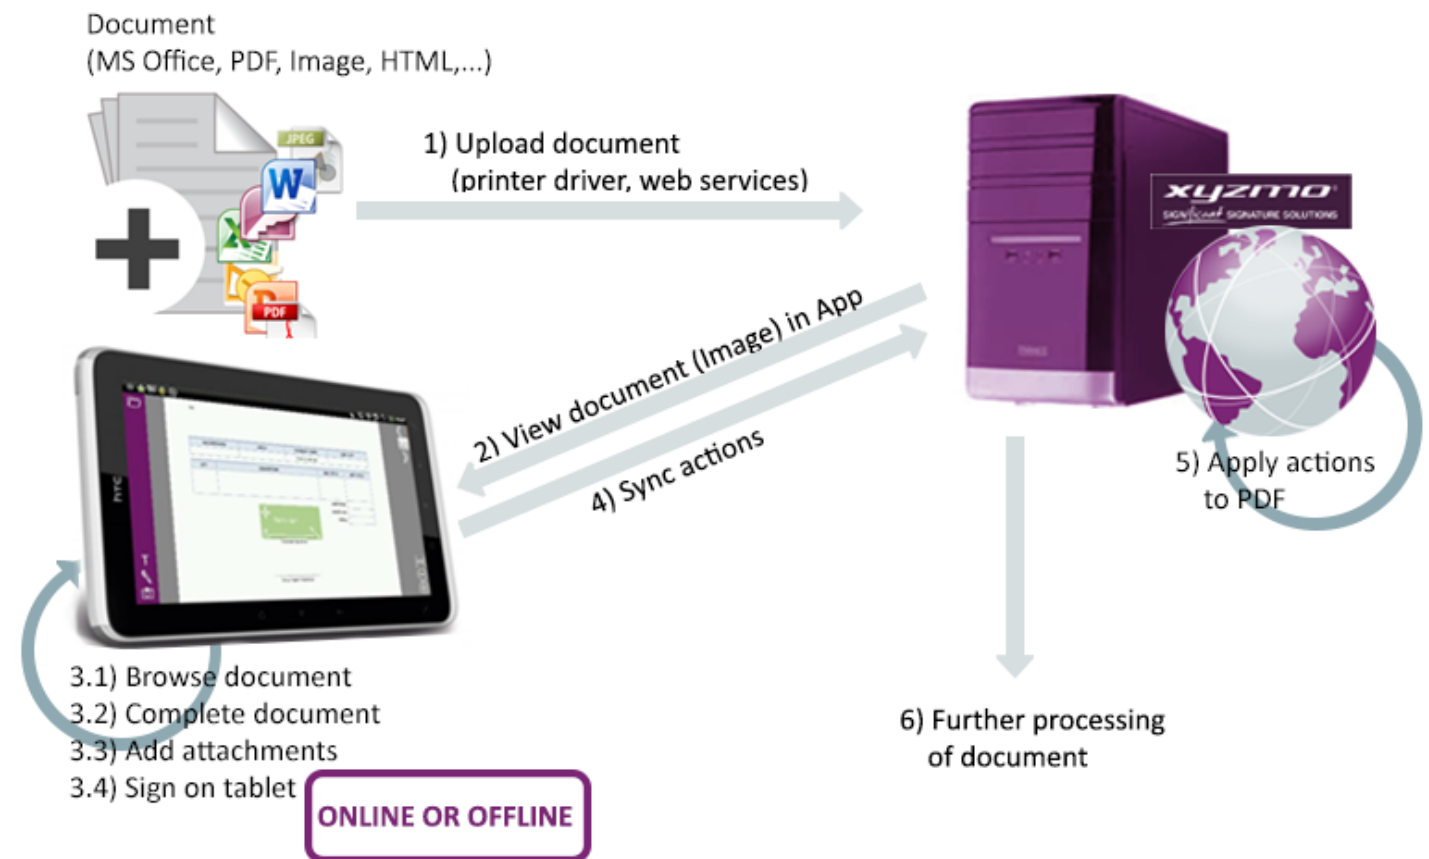 Document
(MS Office, PDF, Image, HTML,...)
JPEG
W
PDF
1) Upload document
(printer driver, web services)
xyzmo
SIGNificant SIGNATURE SOLUTIONS
2) View document (Image) in App
4) Sync actions
5) Apply actions
to PDF
hTC
T
3.1) Browse document
3.2) Complete document
3.3) Add attachments
3.4) Sign on tablet
ONLINE OR OFFLINE
6) Further processing
of document